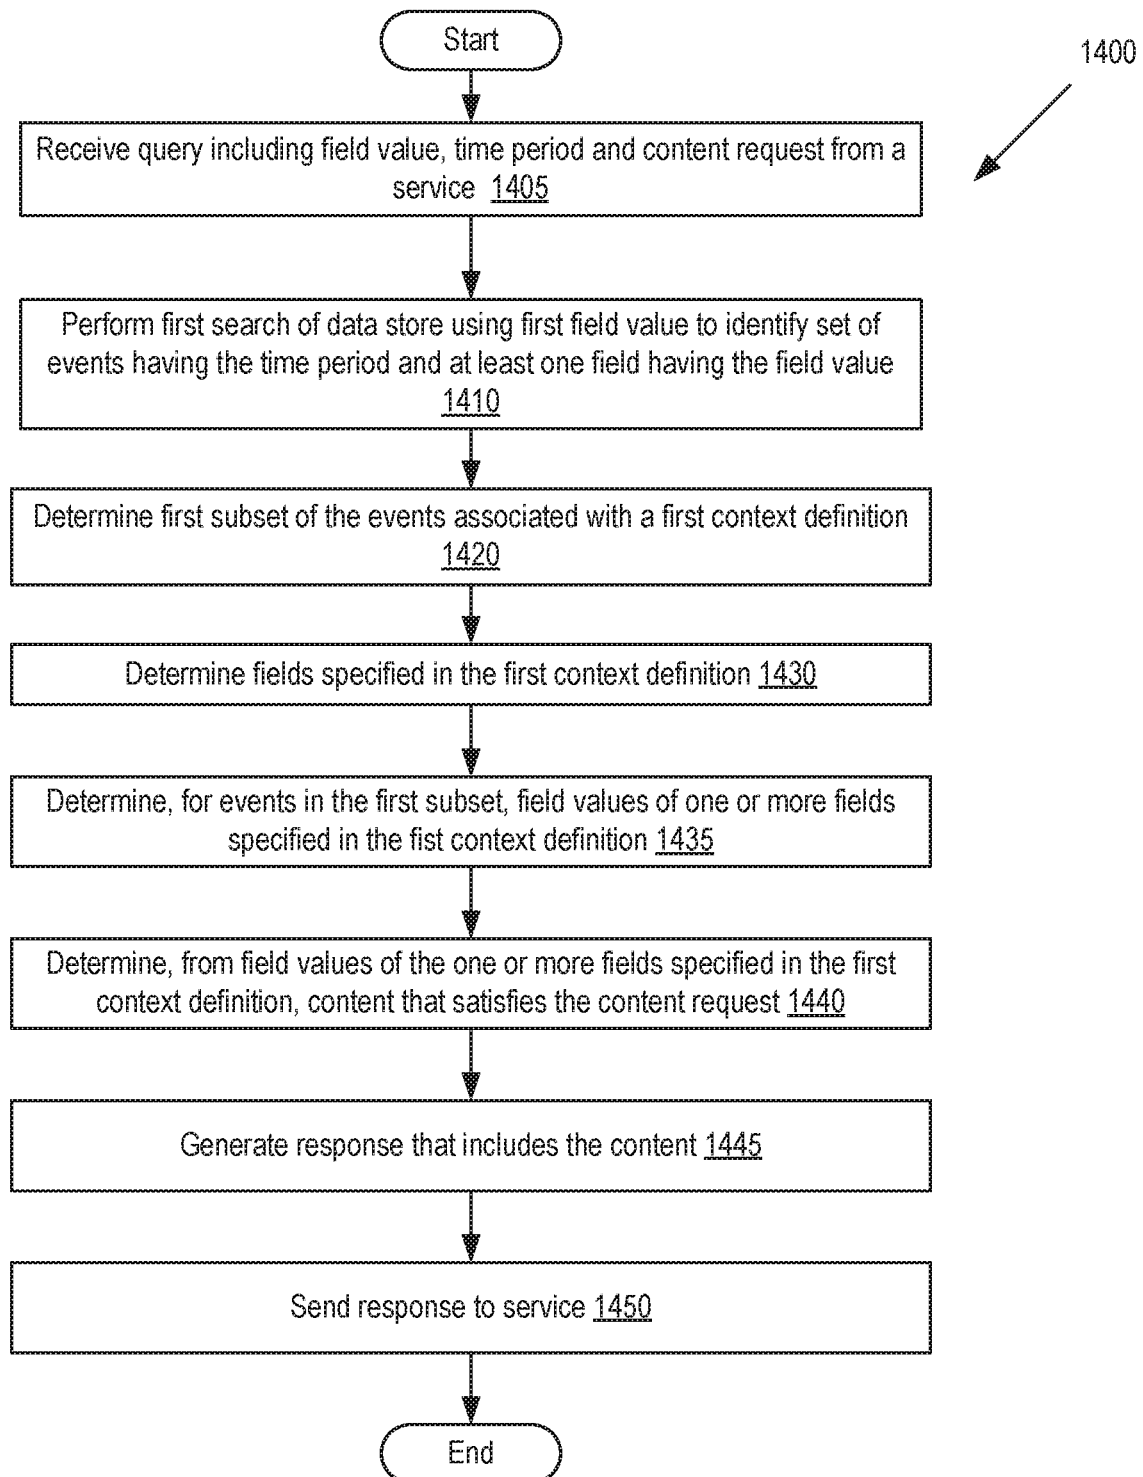 Start
1400
Receive query including field value, time period and content request from a
service 1405
Perform first search of data store using first field value to identify set of
events having the time period and at least one field having the field value
1410
Determine first subset of the events associated with a first context definition
1420
Determine fields specified in the first context definition 1430
Determine, for events in the first subset, field values of one or more fields
specified in the fist context definition 1435
Determine, from field values of the one or more fields specified in the first
context definition, content that satisfies the content request 1440
Generate response that includes the content 1445
Send response to service 1450
End